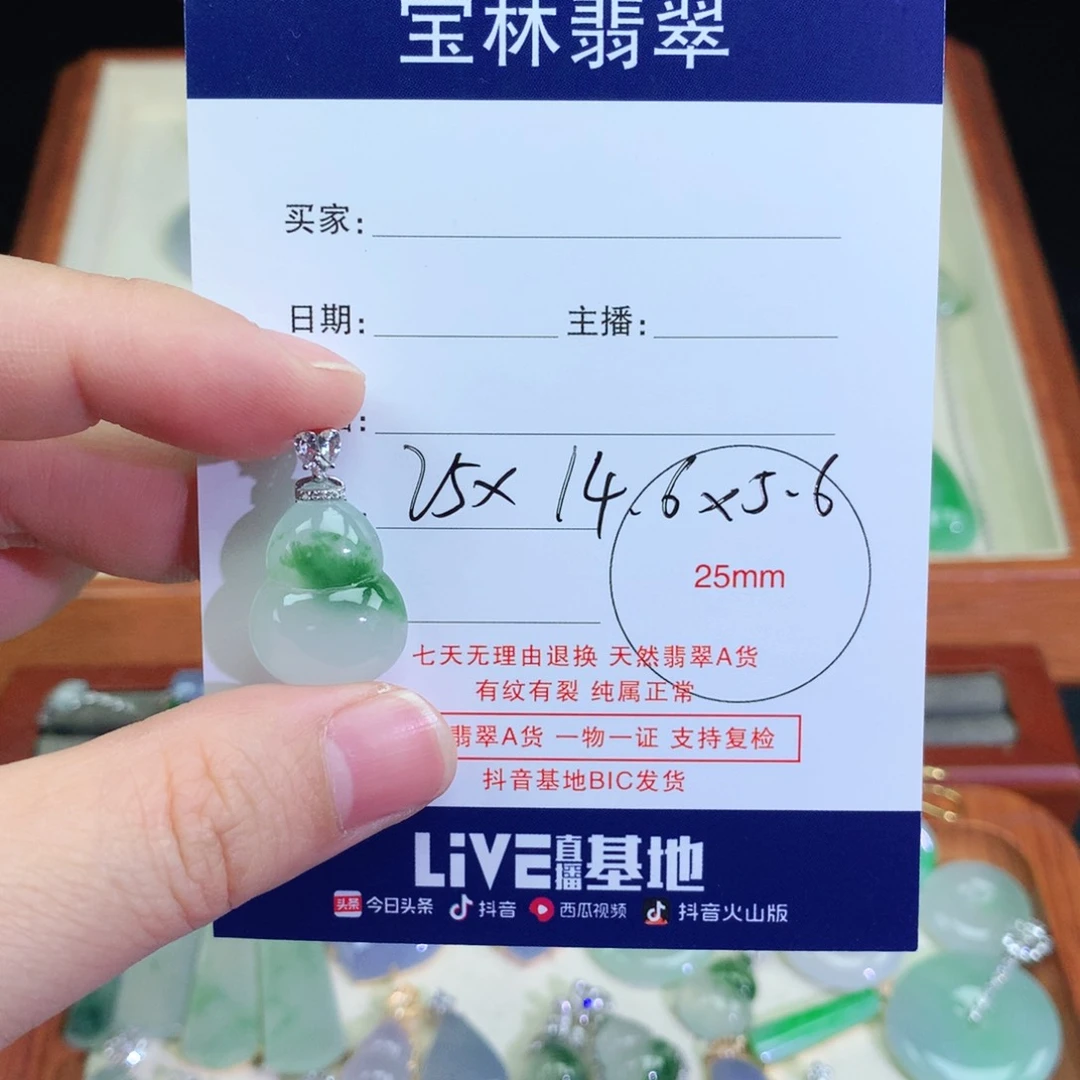 宝林翡翠
买家:
日期: 主播:
:
25x 14.6x5.6
25mm
七天无理由退换 天然翡翠A货
有纹有裂 纯属正常
翡翠A货 一物一证 支持复检
抖音基地BIC发货
LiVE直播基地
头条 今日头条 抖音 西瓜视频 抖音火山版